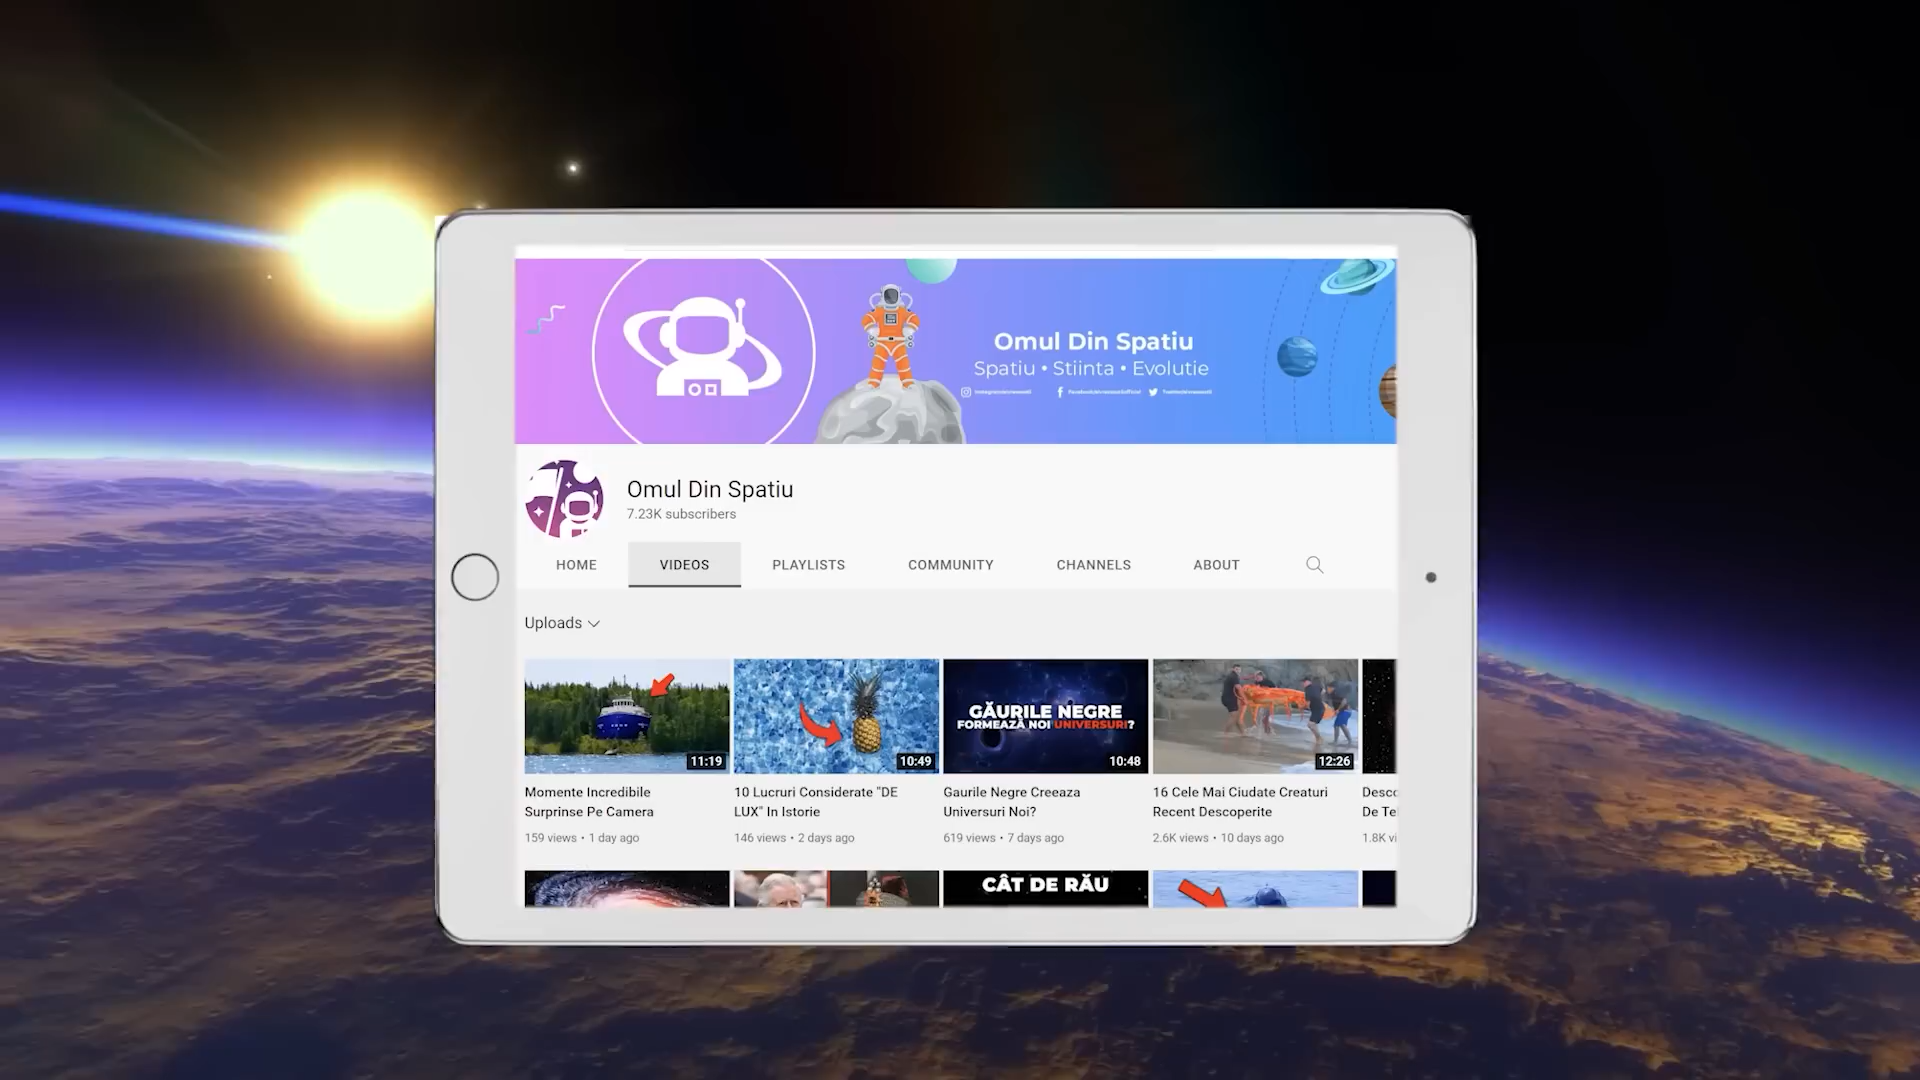 Omul Din Spatiu
Spatiu • Stiinta • Evolutie
Omul Din Spatiu
7.23K subscribers
HOME VIDEOS PLAYLISTS COMMUNITY CHANNELS ABOUT
Uploads
11:19
10:49
GĂURILE NEGRE
FORMEAZĂ NOI UNIVERSURI?
10:48
12:26
Momente Incredibile
Surprinse Pe Camera
159 views • 1 day ago
10 Lucruri Considerate "DE
LUX" In Istorie
146 views • 2 days ago
Gaurile Negre Creeaza
Universuri Noi?
619 views • 7 days ago
16 Cele Mai Ciudate Creaturi
Recent Descoperite
2.6K views • 10 days ago
De
1.8K
CÂT DE RĂU